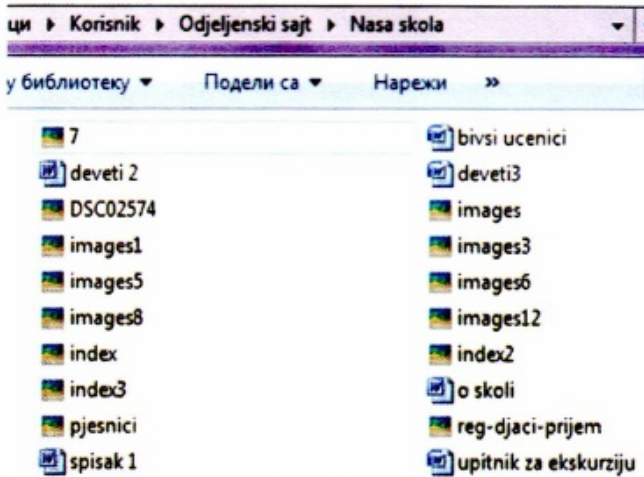 ци ▸ Korisnik ▸ Odjeljenski sajt ▸ Nasa skola
у библиотеку ▾ Подели са ▾ Нарежи »
7 bivsi ucenici
deveti 2 deveti3
DSC02574 images
images1 images3
images5 images6
images8 images12
index index2
index3 o skoli
pjesnici reg-djaci-prijem
spisak 1 upitnik za ekskurziju